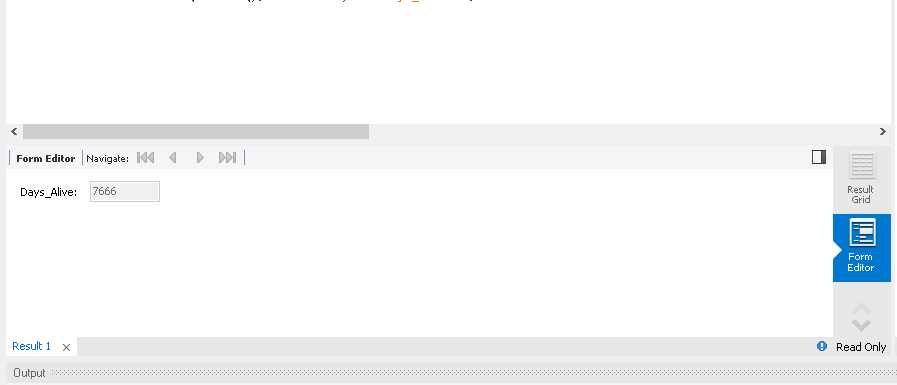 Form Editor Navigate:
Days_Alive: 7666
Result
Grid
Form
Editor
Result 1
Read Only
Output